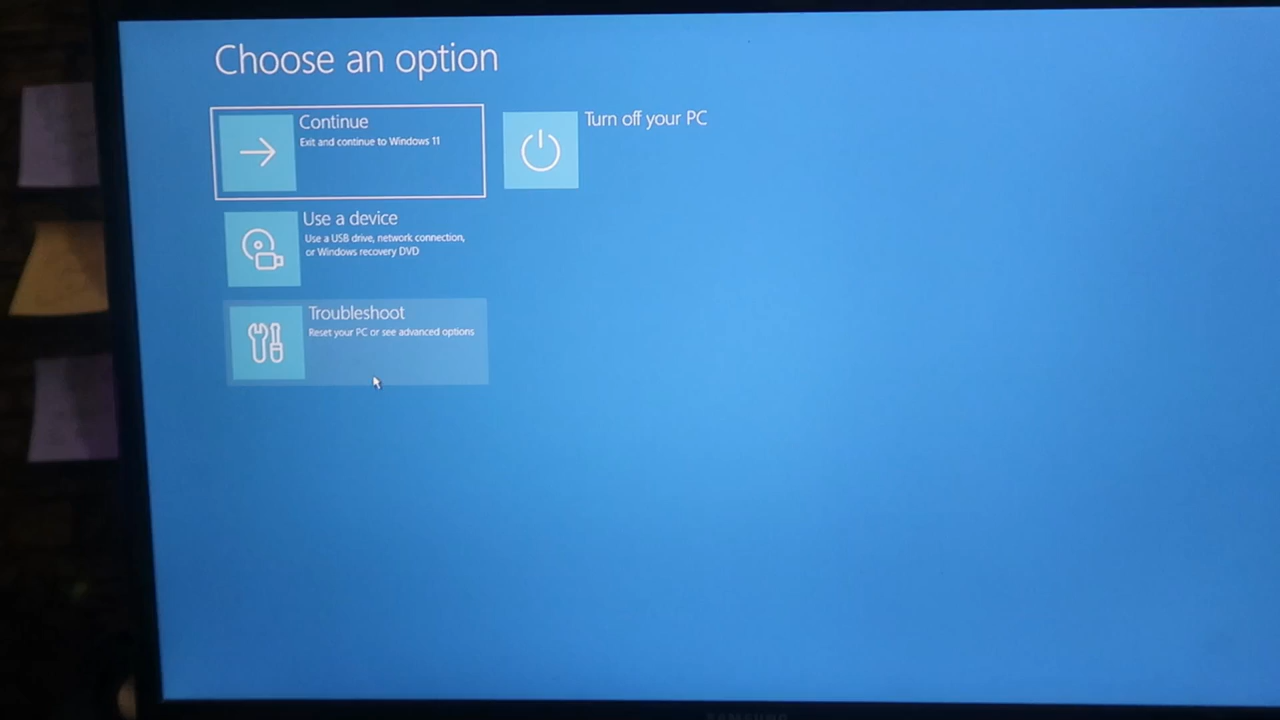 Choose an option
Continue
Exit and continue to Windows 11
Turn off your PC
Use a device
Use a USB drive, network connection,
or Windows recovery DVD
Troubleshoot
Reset your PC or see advanced options
SAMSUNG